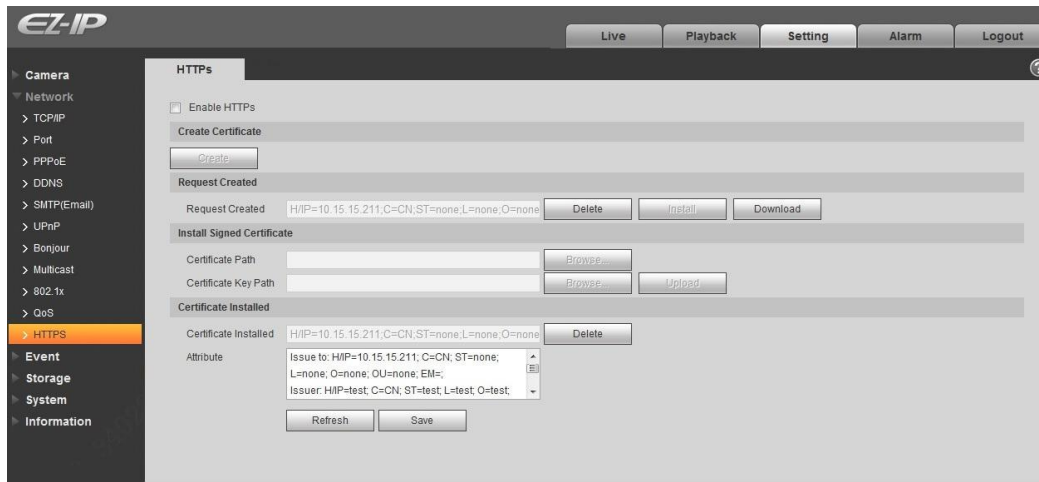 EZ-IP
Live Playback Setting Alarm Logout
Camera
Network
TCP/IP
Port
PPPoE
DDNS
SMTP(Email)
UPnP
Bonjour
Multicast
802.1x
QoS
HTTPS
Event
Storage
System
Information
HTTPs
Enable HTTPs
Create Certificate
Create
Request Created
Request Created H/IP=10.15.15.211;C=CN;ST=none;L=none;O=none Delete Install Download
Install Signed Certificate
Certificate Path Browse...
Certificate Key Path Browse... Upload
Certificate Installed
Certificate Installed H/IP=10.15.15.211;C=CN;ST=none;L=none;O=none Delete
Attribute Issue to: H/IP=10.15.15.211; C=CN; ST=none;
L=none; O=none; OU=none; EM=;
Issuer: H/IP=test; C=CN; ST=test; L=test; O=test;
Refresh Save